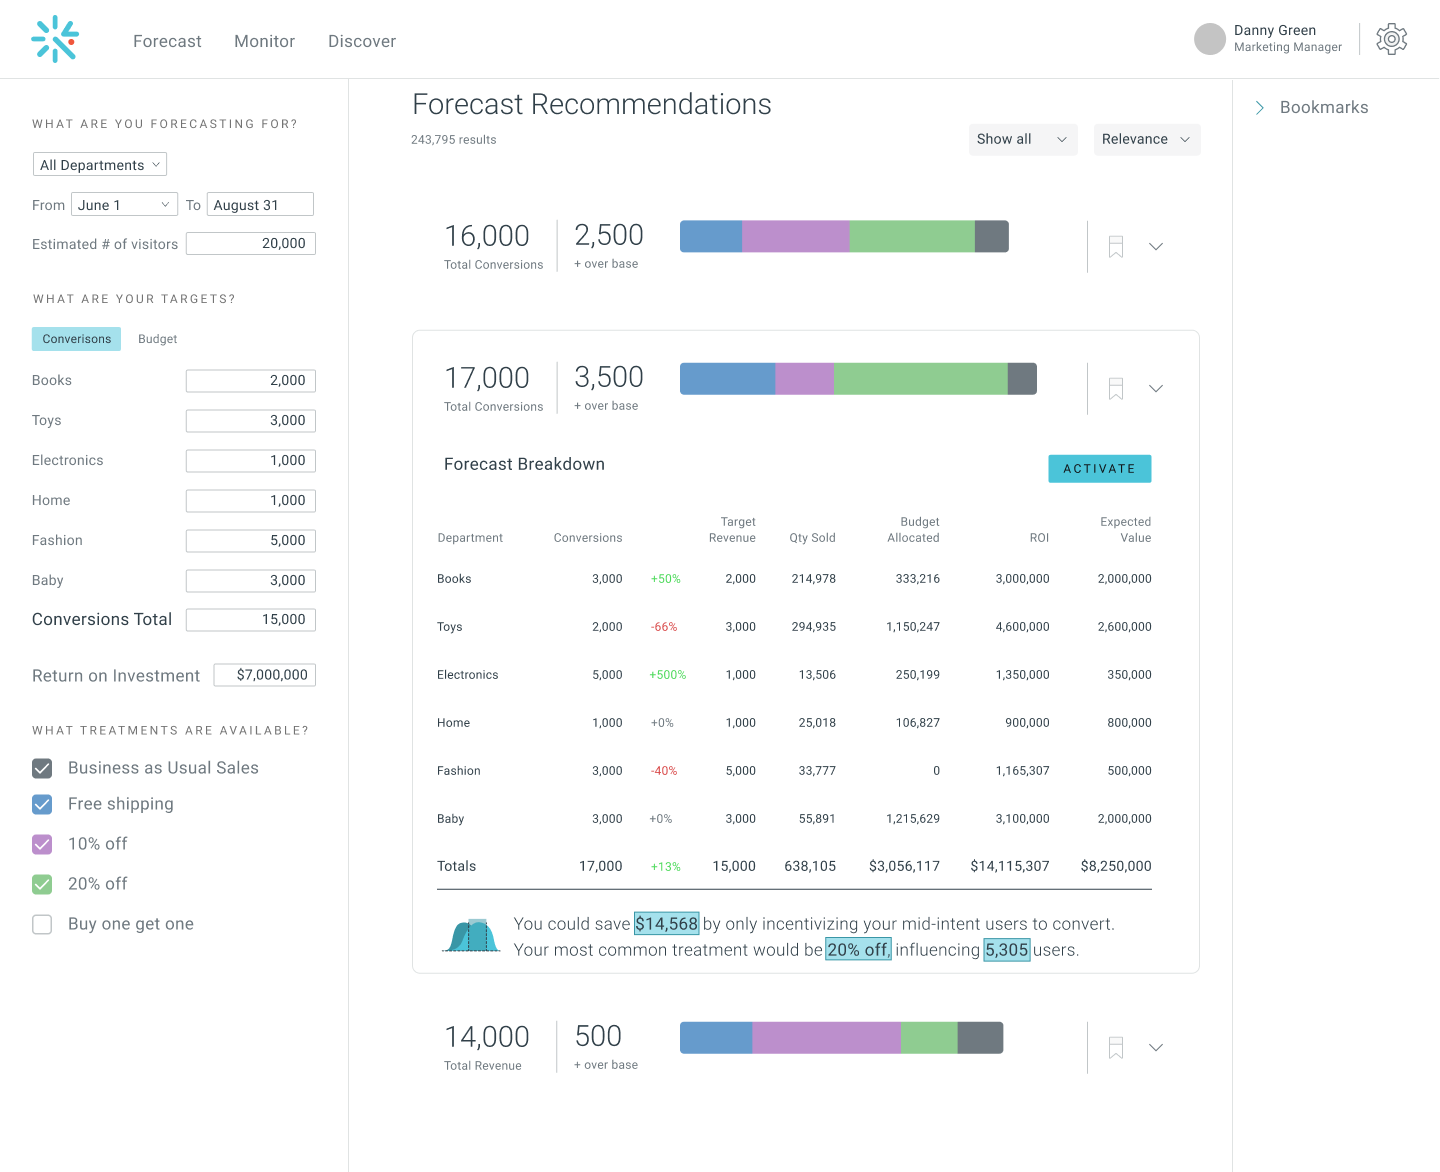 Forecast Monitor Discover
Danny Green
Marketing Manager
WHAT ARE YOU FORECASTING FOR?
All Departments
From June 1 To August 31
Estimated # of visitors 20,000
WHAT ARE YOUR TARGETS?
Converisons Budget
Books 2,000
Toys 3,000
Electronics 1,000
Home 1,000
Fashion 5,000
Baby 3,000
Conversions Total 15,000
Return on Investment $7,000,000
WHAT TREATMENTS ARE AVAILABLE?
Business as Usual Sales
Free shipping
10% off
20% off
Buy one get one
Forecast Recommendations
243,795 results
Show all Relevance
16,000 2,500
Total Conversions + over base
17,000 3,500
Total Conversions + over base
Forecast Breakdown ACTIVATE
Target Budget Expected
Department Conversions Revenue Qty Sold Allocated ROI Value
Books 3,000 +50% 2,000 214,978 333,216 3,000,000 2,000,000
Toys 2,000 -66% 3,000 294,935 1,150,247 4,600,000 2,600,000
Electronics 5,000 +500% 1,000 13,506 250,199 1,350,000 350,000
Home 1,000 +0% 1,000 25,018 106,827 900,000 800,000
Fashion 3,000 -40% 5,000 33,777 0 1,165,307 500,000
Baby 3,000 +0% 3,000 55,891 1,215,629 3,100,000 2,000,000
Totals 17,000 +13% 15,000 638,105 $3,056,117 $14,115,307 $8,250,000
You could save $14,568 by only incentivizing your mid-intent users to convert.
Your most common treatment would be 20% off, influencing 5,305 users.
14,000 500
Total Revenue + over base
Bookmarks